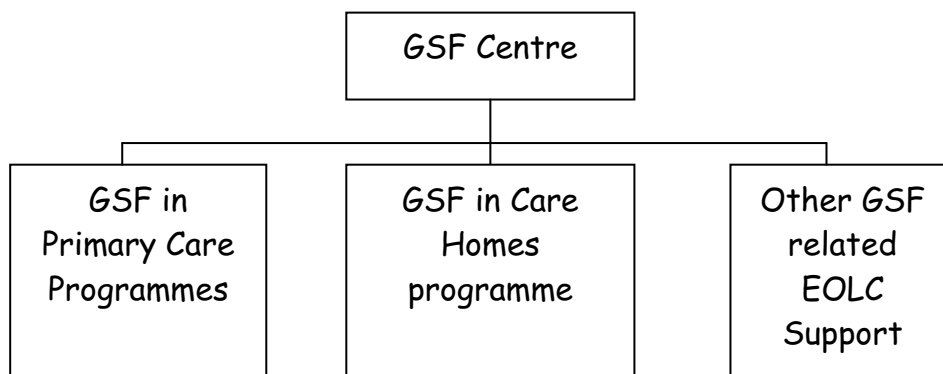 GSF Centre
GSF in
Primary Care
Programmes
GSF in Care
Homes
programme
Other GSF
related
EOLC
Support